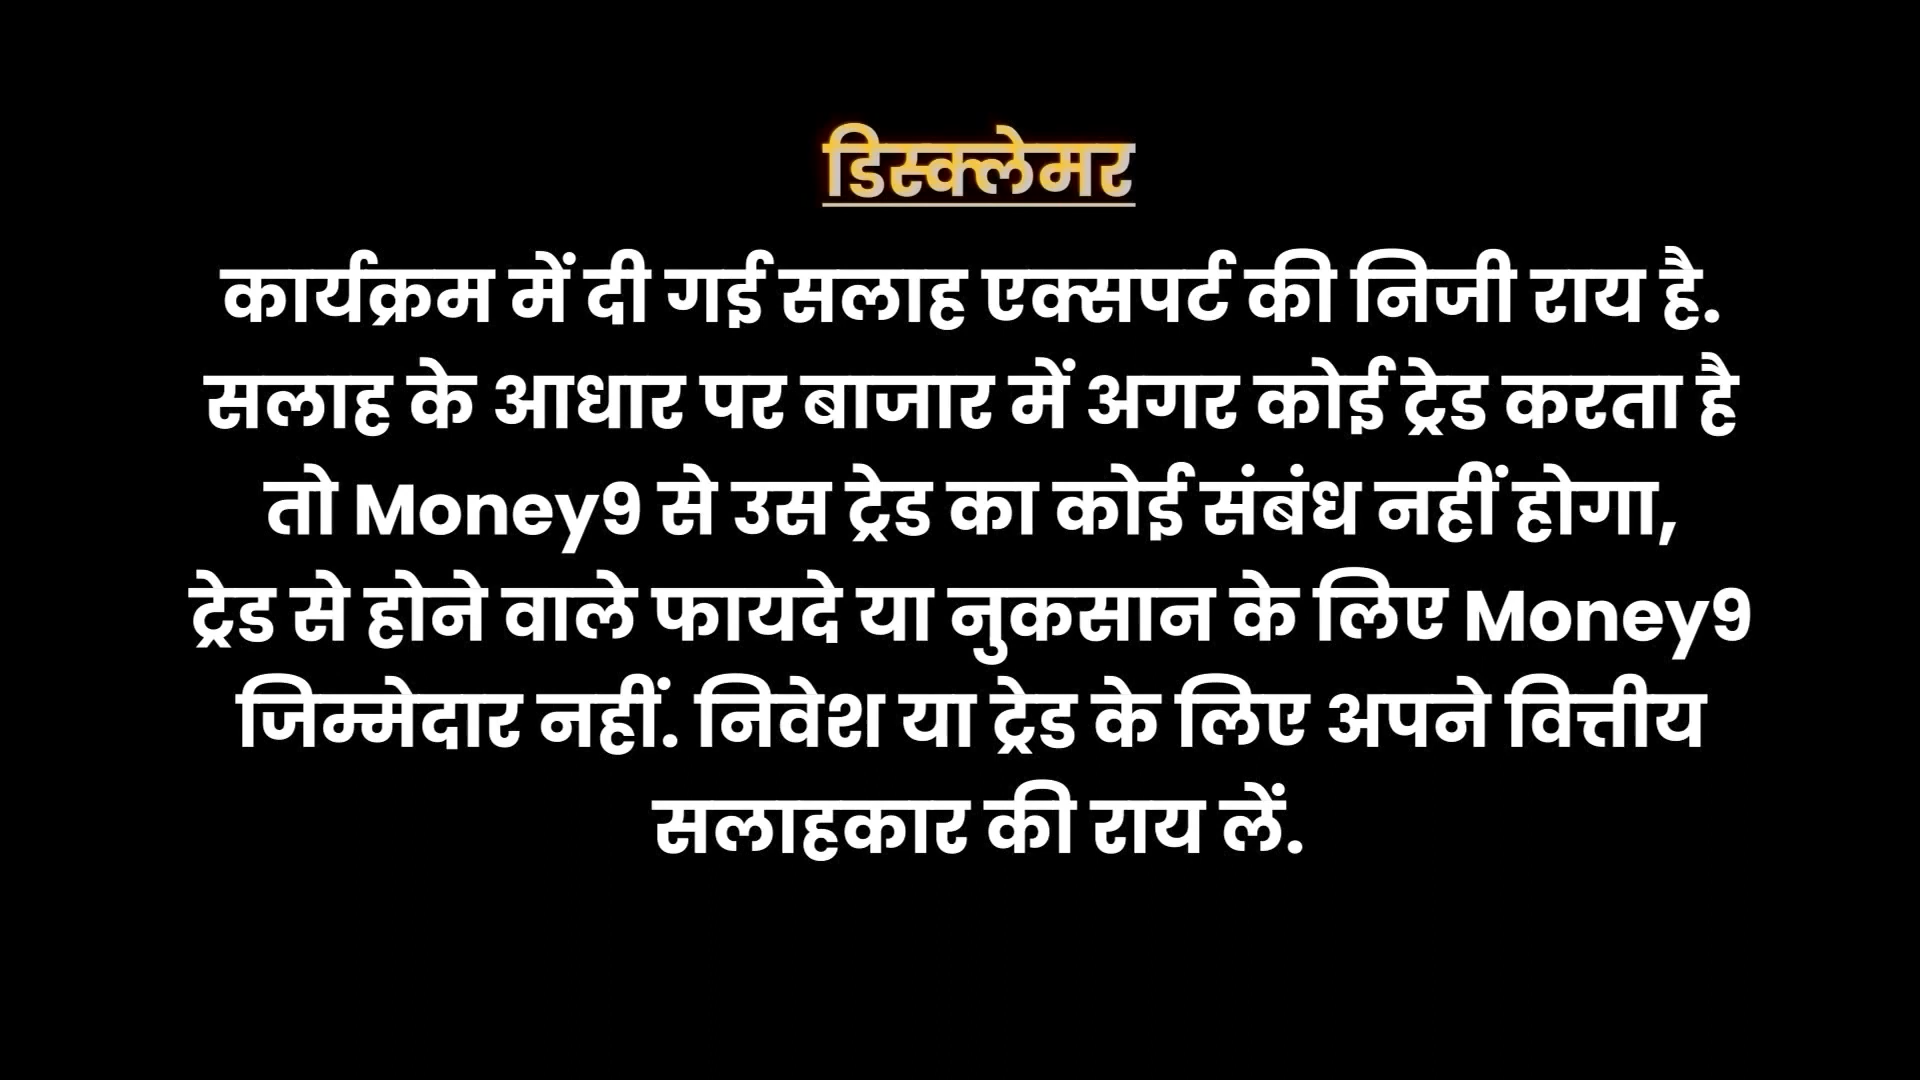 डिस्क्लेमर
कार्यक्रम में दी गई सलाह एक्सपर्ट की निजी राय है.
सलाह के आधार पर बाजार में अगर कोई ट्रेड करता है
तो Money9 से उस ट्रेड का कोई संबंध नहीं होगा,
ट्रेड से होने वाले फायदे या नुकसान के लिए Money9
जिम्मेदार नहीं. निवेश या ट्रेड के लिए अपने वित्तीय
सलाहकार की राय लें.